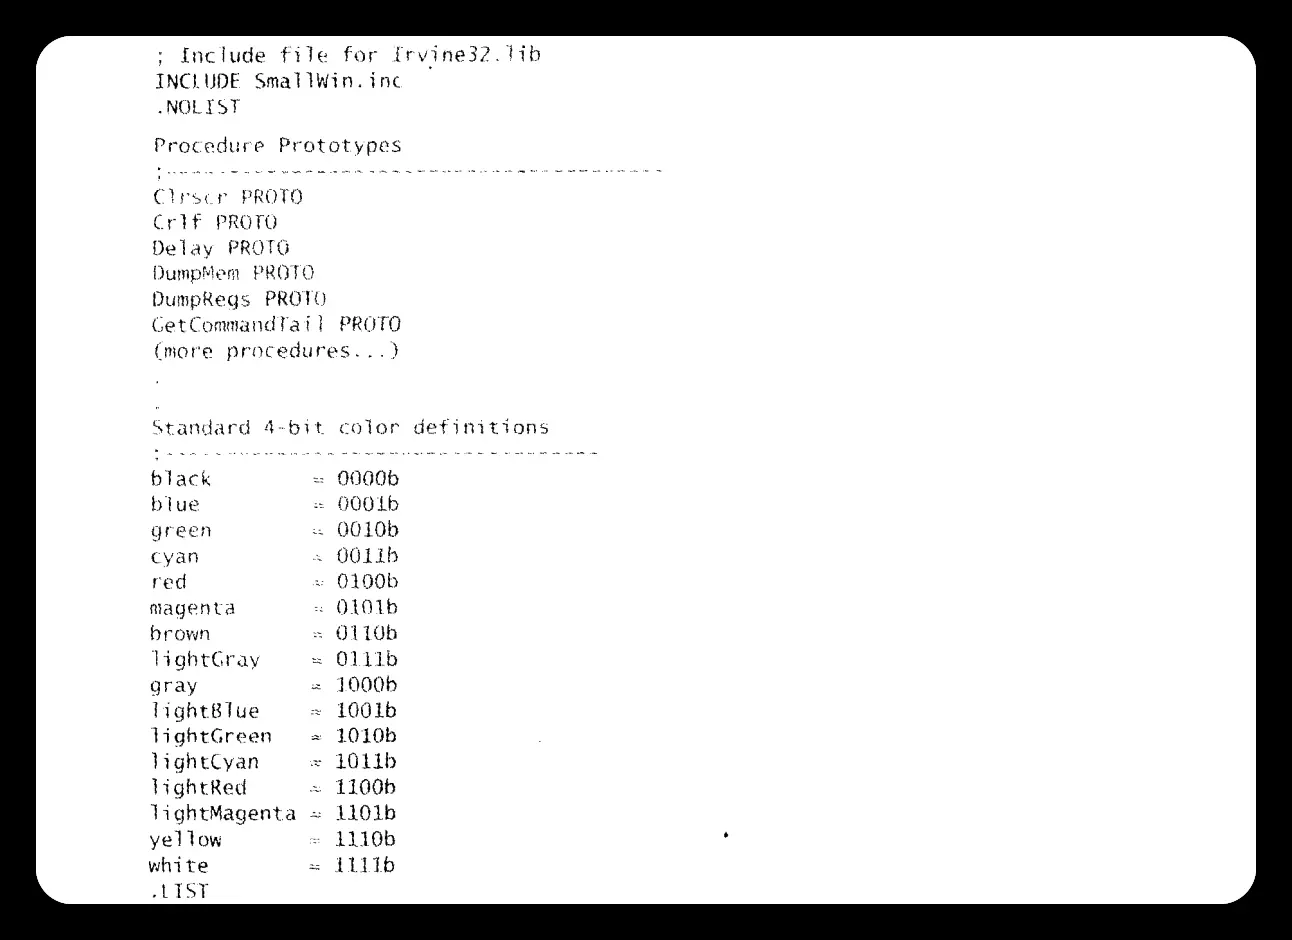 ; Include file for Irvine32.lib
INCLUDE SmallWin.inc
.NOLIST
Procedure Prototypes
;-----------------------------------------
Clrscr PROTO
Crlf PROTO
Delay PROTO
DumpMem PROTO
DumpRegs PROTO
GetCommandTail PROTO
(more procedures...)
.
.
Standard 4-bit color definitions
;------------------------------------
black = 0000b
blue = 0001b
green = 0010b
cyan = 0011b
red = 0100b
magenta = 0101b
brown = 0110b
lightGray = 0111b
gray = 1000b
lightBlue = 1001b
lightGreen = 1010b
lightCyan = 1011b
lightRed = 1100b
lightMagenta = 1101b
yellow = 1110b
white = 1111b
.LIST